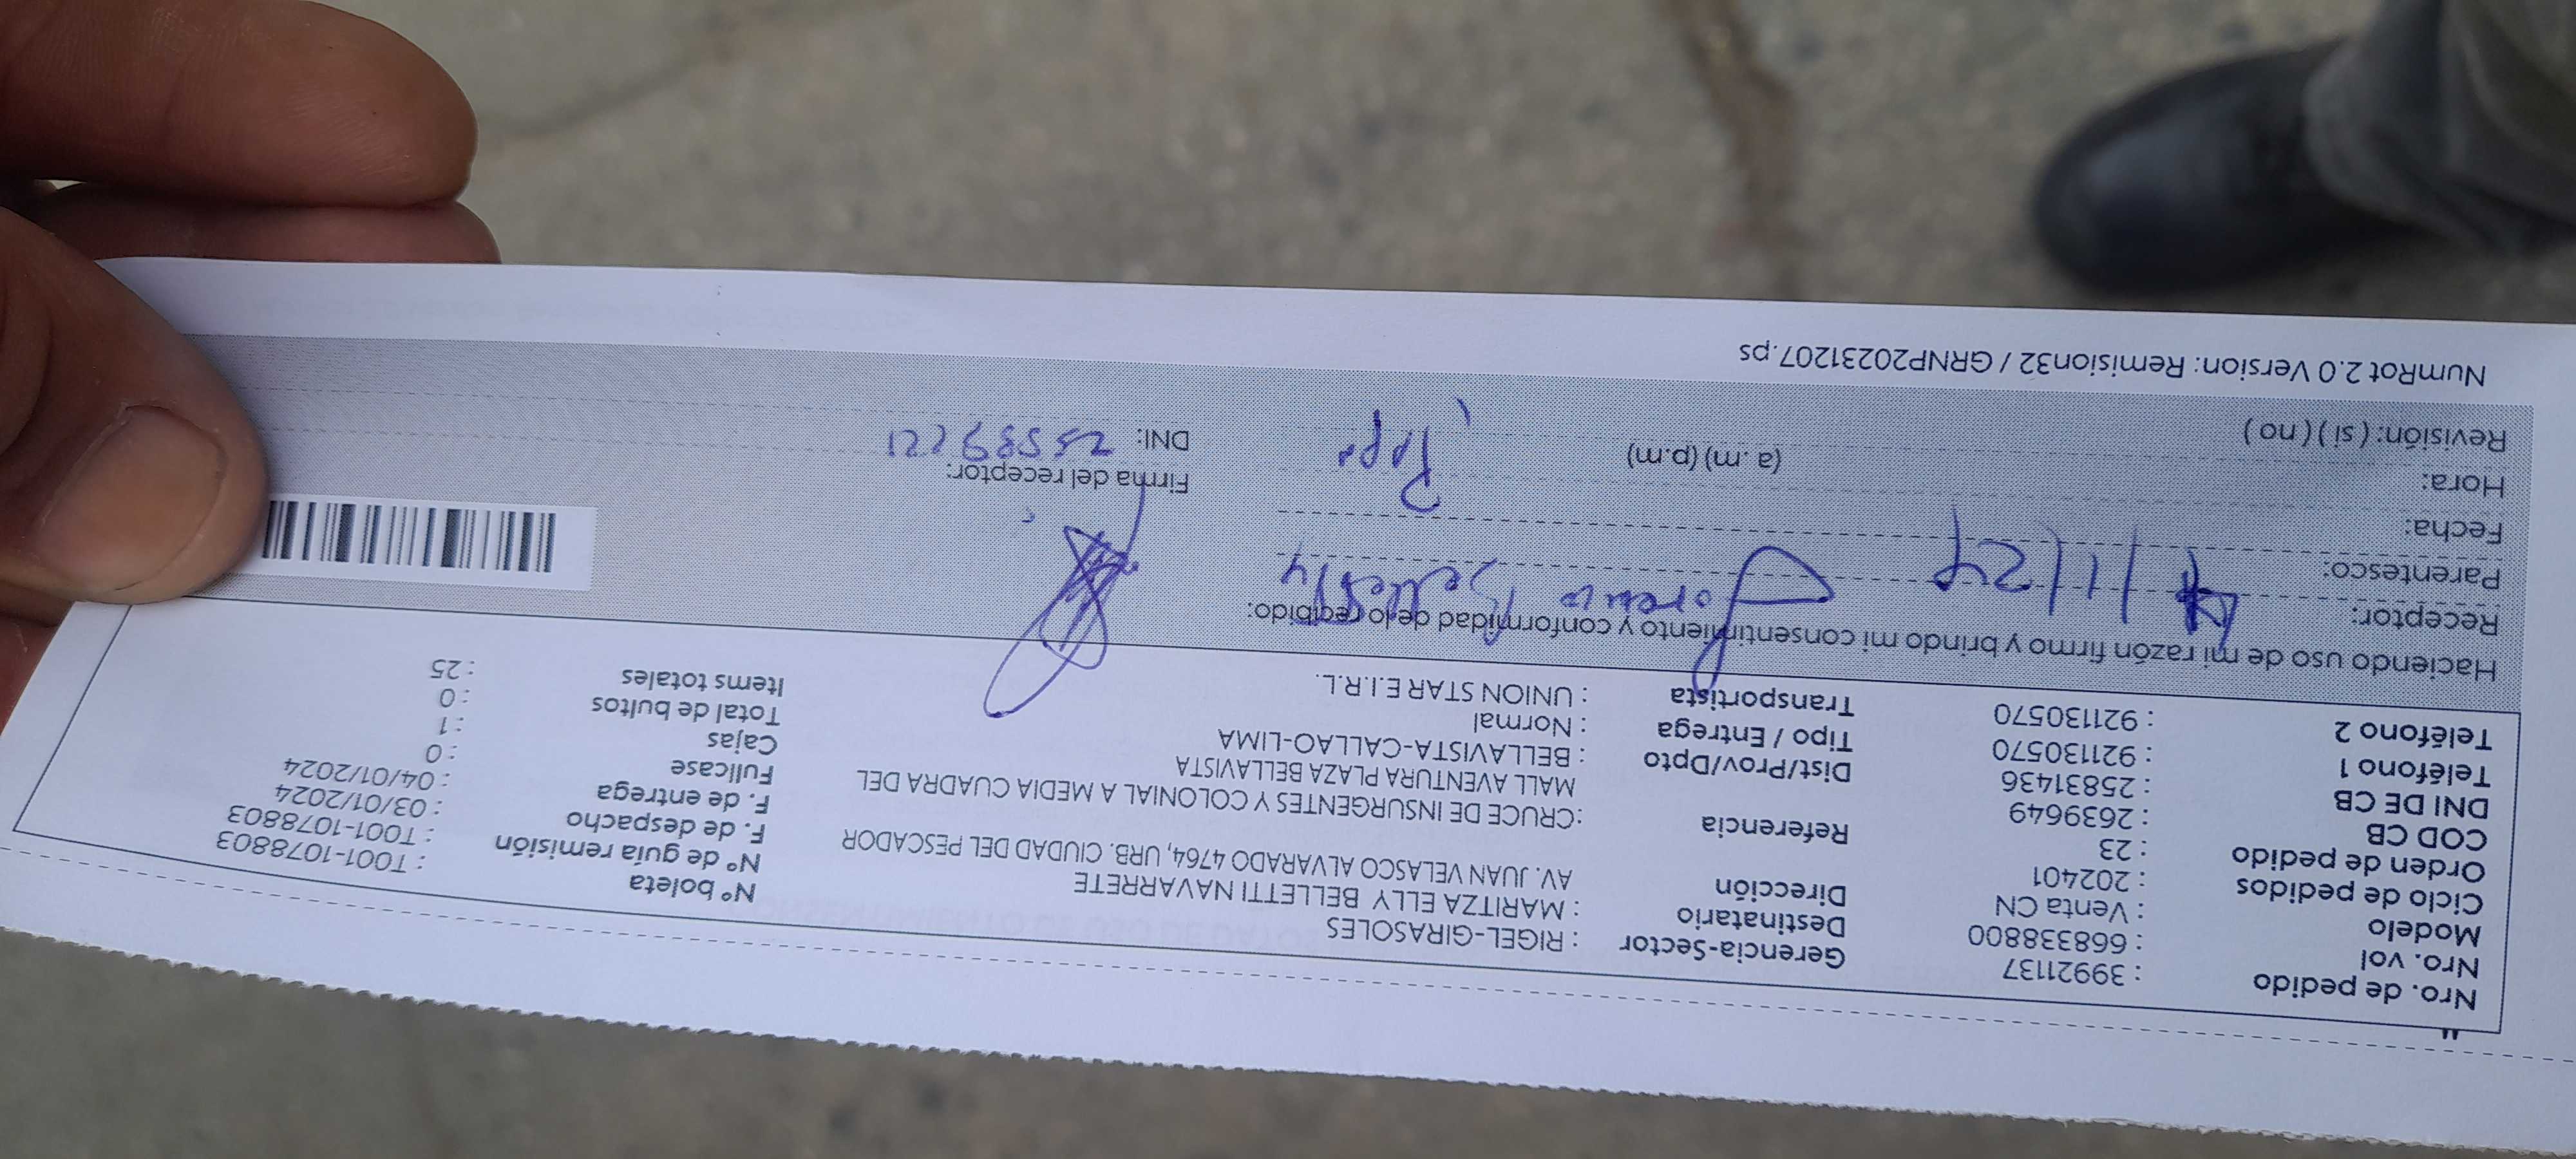 Nro. de pedido : 39921137 Gerencia-Sector : RIGEL-GIRASOLES Nº boleta : T001-1078803
Nro. vol : 668338800 Destinatario : MARITZA ELLY BELLETTI NAVARRETE Nº de guía remisión : T001-1078803
Modelo : Venta CN Dirección AV. JUAN VELASCO ALVARADO 4764, URB. CIUDAD DEL PESCADOR F. de despacho : 03/01/2024
Ciclo de pedidos : 202401 F. de entrega : 04/01/2024
Orden de pedido : 23 Referencia :CRUCE DE INSURGENTES Y COLONIAL A MEDIA CUADRA DEL Fullcase : 0
COD CB : 2639649 MALL AVENTURA PLAZA BELLAVISTA Cajas : 1
DNI DE CB : 25831436 Dist/Prov/Dpto : BELLAVISTA-CALLAO-LIMA Total de bultos : 0
Teléfono 1 : 921130570 Tipo / Entrega : Normal Items totales : 25
Teléfono 2 : 921130570 Transportista : UNION STAR E.I.R.L.
Haciendo uso de mi razón firmo y brindo mi consentimiento y conformidad de lo recibido:
Receptor:
Parentesco:
Fecha:
Hora: (a .m) (p.m) Papa Firma del receptor:
Revisión: ( si ) ( no ) DNI:
NumRot 2.0 Version: Remision32 / GRNP20231207.ps